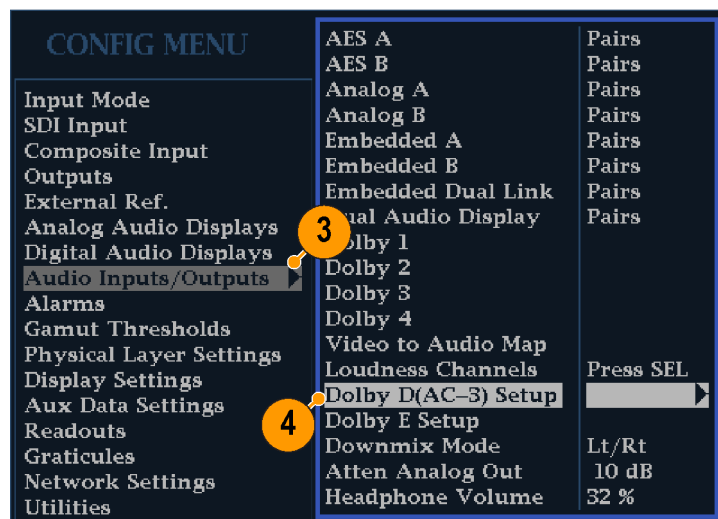 CONFIG MENU
Input Mode
SDI Input
Composite Input
Outputs
External Ref.
Analog Audio Displays
Digital Audio Displays
Audio Inputs/Outputs
Alarms
Gamut Thresholds
Physical Layer Settings
Display Settings
Aux Data Settings
Readouts
Graticules
Network Settings
Utilities
3
4
AES A Pairs
AES B Pairs
Analog A Pairs
Analog B Pairs
Embedded A Pairs
Embedded B Pairs
Embedded Dual Link Pairs
Audio Display Pairs
1
Dolby 2
Dolby 3
Dolby 4
Video to Audio Map
Loudness Channels Press SEL
Dolby D(AC–3) Setup
Dolby E Setup
Downmix Mode Lt/Rt
Atten Analog Out 10 dB
Headphone Volume 32 %